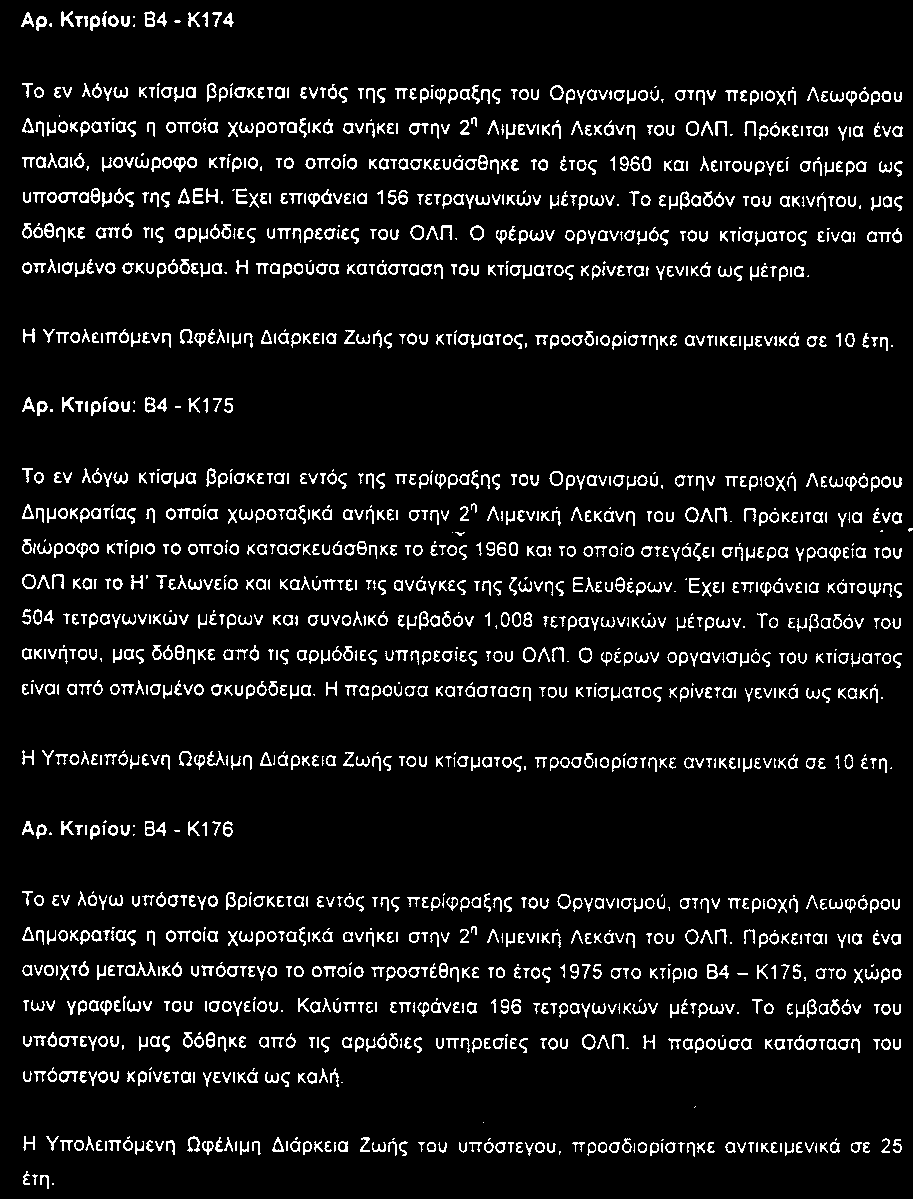 Αρ. Κτιρίου: Β4 - Κ174
Το εν λόγω κτίσμα βρίσκεται εντός της περίφραξης του Οργανισμού, στην περιοχή Λεωφόρου
Δημοκρατίας η οποία χωροταξικά ανήκει στην 2η Λιμενική Λεκάνη του ΟΛΠ. Πρόκειται για ένα
παλαιό, μονώροφο κτίριο, το οποίο κατασκευάσθηκε το έτος 1960 και λειτουργεί σήμερα ως
υποσταθμός της ΔΕΗ. Έχει επιφάνεια 156 τετραγωνικών μέτρων. Το εμβαδόν του ακινήτου, μας
δόθηκε από τις αρμόδιες υπηρεσίες του ΟΛΠ. Ο φέρων οργανισμός του κτίσματος είναι από
οπλισμένο σκυρόδεμα. Η παρούσα κατάσταση του κτίσματος κρίνεται γενικά ως μέτρια.
Η Υπολειπόμενη Ωφέλιμη Διάρκεια Ζωής του κτίσματος, προσδιορίστηκε αντικειμενικά σε 10 έτη.
Αρ. Κτιρίου: Β4 - Κ175
Το εν λόγω κτίσμα βρίσκεται εντός της περίφραξης του Οργανισμού, στην περιοχή Λεωφόρου
Δημοκρατίας η οποία χωροταξικά ανήκει στην 2η Λιμενική Λεκάνη του ΟΛΠ. Πρόκειται για ένα
διώροφο κτίριο το οποίο κατασκευάσθηκε το έτος 1960 και το οποίο στεγάζει σήμερα γραφεία του
ΟΛΠ και το Η' Τελωνείο και καλύπτει τις ανάγκες της ζώνης Ελευθέρων. Έχει επιφάνεια κάτοψης
504 τετραγωνικών μέτρων και συνολικό εμβαδόν 1,008 τετραγωνικών μέτρων. Το εμβαδόν του
ακινήτου, μας δόθηκε από τις αρμόδιες υπηρεσίες του ΟΛΠ. Ο φέρων οργανισμός του κτίσματος
είναι από οπλισμένο σκυρόδεμα. Η παρούσα κατάσταση του κτίσματος κρίνεται γενικά ως κακή.
Η Υπολειπόμενη Ωφέλιμη Διάρκεια Ζωής του κτίσματος, προσδιορίστηκε αντικειμενικά σε 10 έτη.
Αρ. Κτιρίου: Β4 - Κ176
Το εν λόγω υπόστεγο βρίσκεται εντός της περίφραξης του Οργανισμού, στην περιοχή Λεωφόρου
Δημοκρατίας η οποία χωροταξικά ανήκει στην 2η Λιμενική Λεκάνη του ΟΛΠ. Πρόκειται για ένα
ανοιχτό μεταλλικό υπόστεγο το οποίο προστέθηκε το έτος 1975 στο κτίριο Β4 – Κ175, στο χώρο
των γραφείων του ισογείου. Καλύπτει επιφάνεια 196 τετραγωνικών μέτρων. Το εμβαδόν του
υπόστεγου, μας δόθηκε από τις αρμόδιες υπηρεσίες του ΟΛΠ. Η παρούσα κατάσταση του
υπόστεγου κρίνεται γενικά ως καλή.
Η Υπολειπόμενη Ωφέλιμη Διάρκεια Ζωής του υπόστεγου, προσδιορίστηκε αντικειμενικά σε 25
έτη.